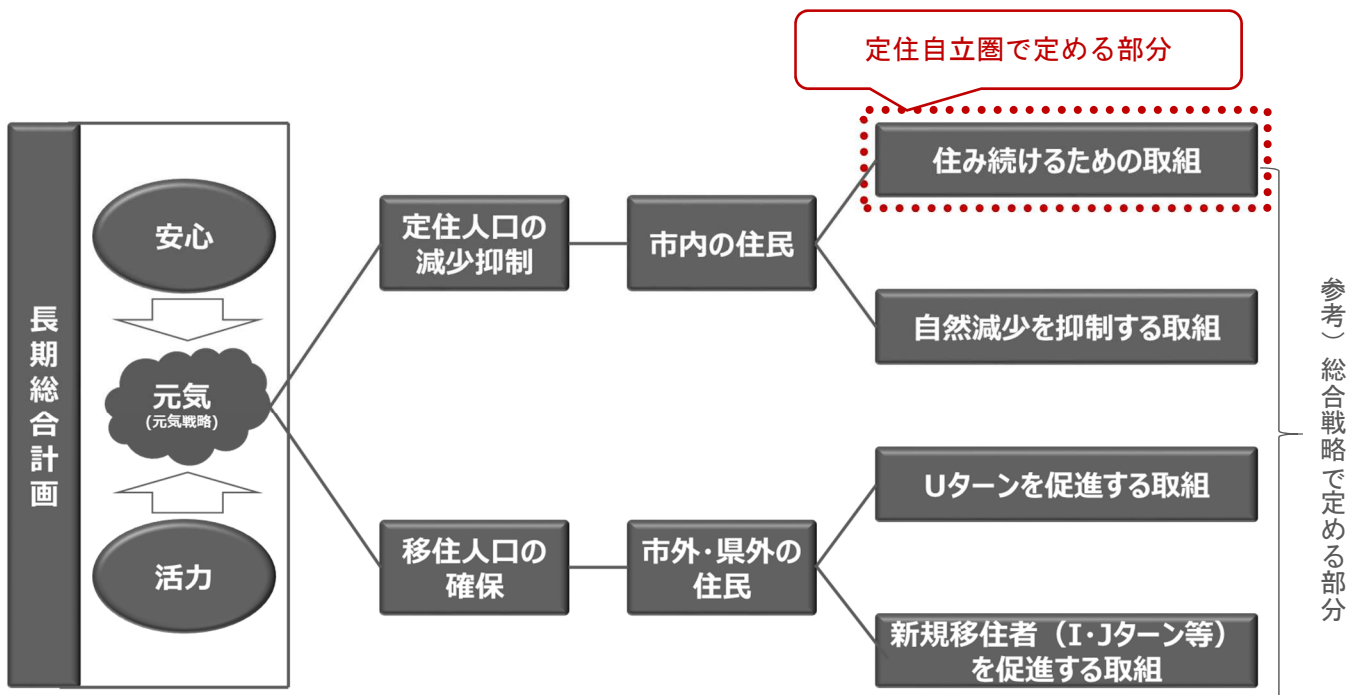 定住自立圏で定める部分
長期総合計画
安心
元気
(元気戦略)
活力
定住人口の
減少抑制
市内の住民
住み続けるための取組
自然減少を抑制する取組
移住人口の
確保
市外・県外の
住民
Uターンを促進する取組
新規移住者（I・Jターン等）
を促進する取組
参考）総合戦略で定める部分